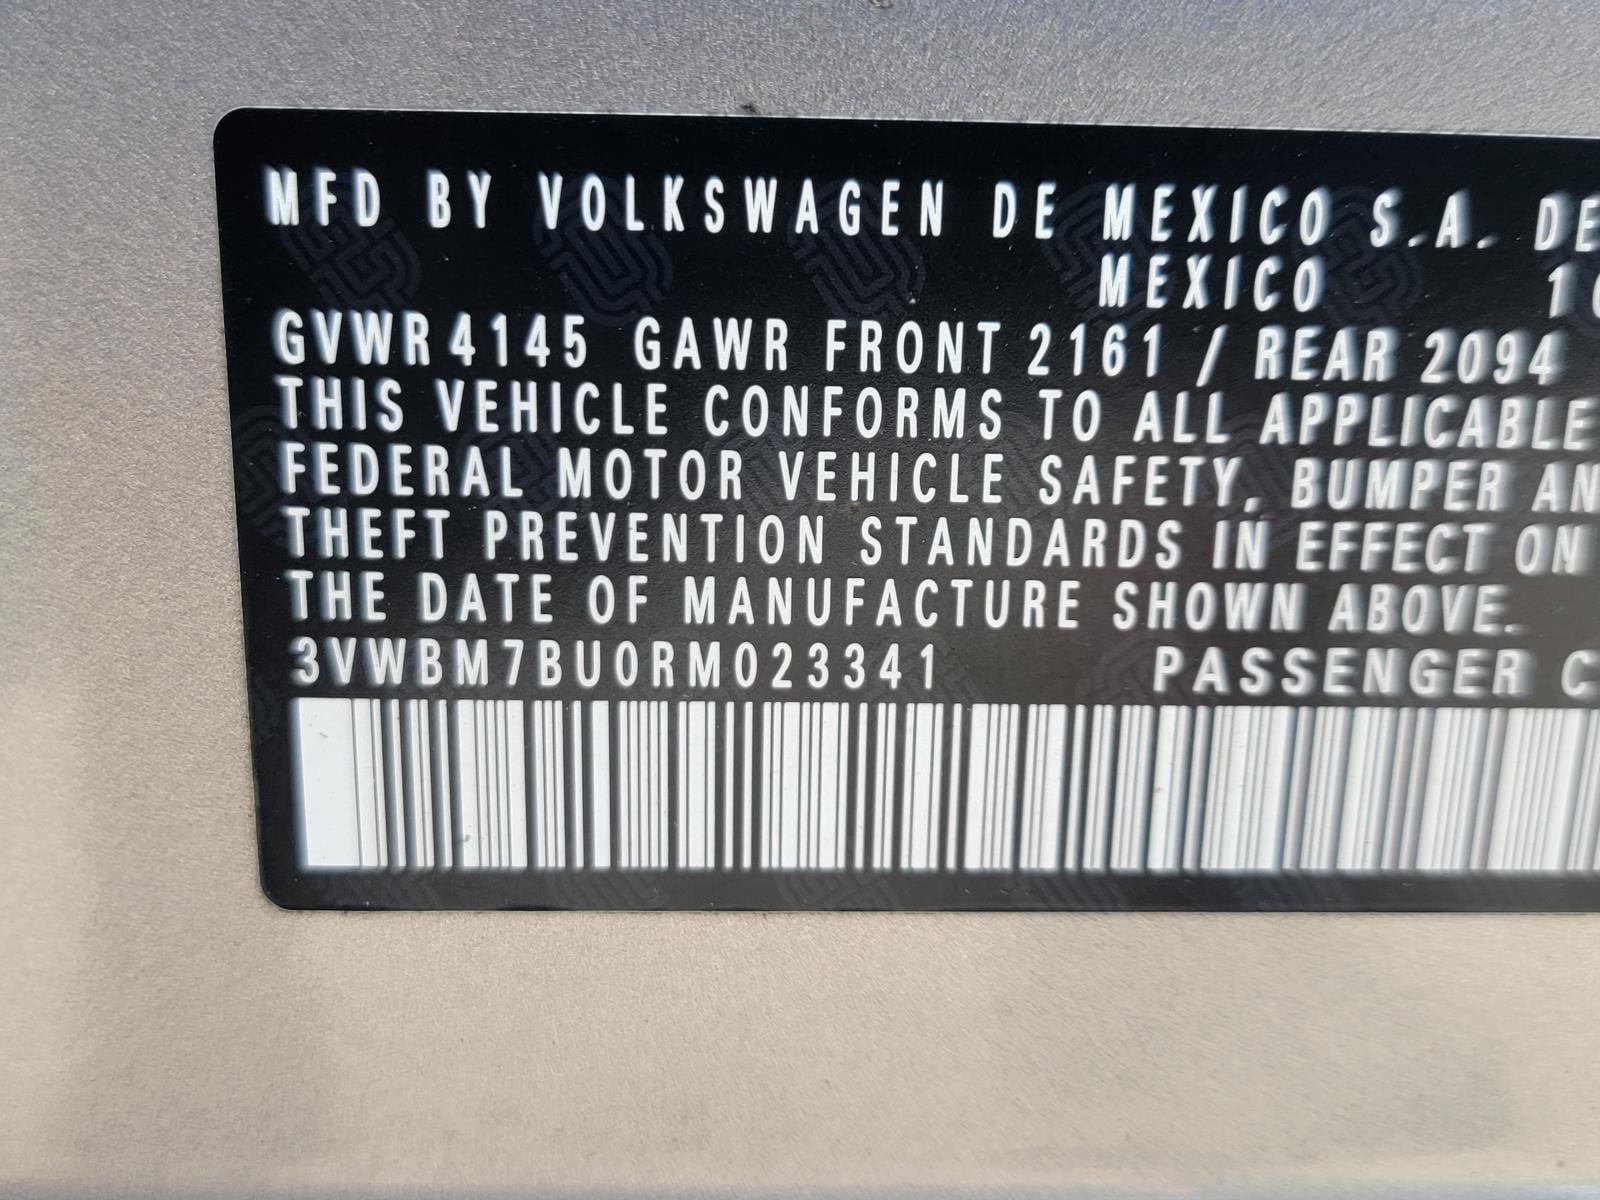 MFD BY VOLKSWAGEN DE MEXICO S.A. DE
MEXICO
GVWR 4145 GAWR FRONT 2161 / REAR 2094
THIS VEHICLE CONFORMS TO ALL APPLICABLE
FEDERAL MOTOR VEHICLE SAFETY, BUMPER AN
THEFT PREVENTION STANDARDS IN EFFECT ON
THE DATE OF MANUFACTURE SHOWN ABOVE.
3VWBM7BU0RM023341 PASSENGER C